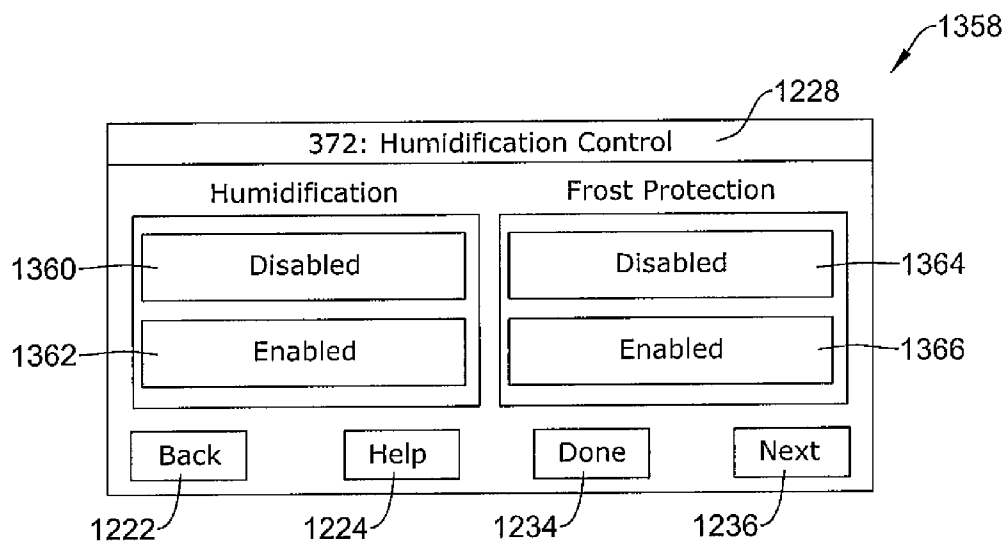 1358
1228
372: Humidification Control
Humidification
Frost Protection
1360
Disabled
Disabled
1364
1362
Enabled
Enabled
1366
Back
Help
Done
Next
1222
1224
1234
1236